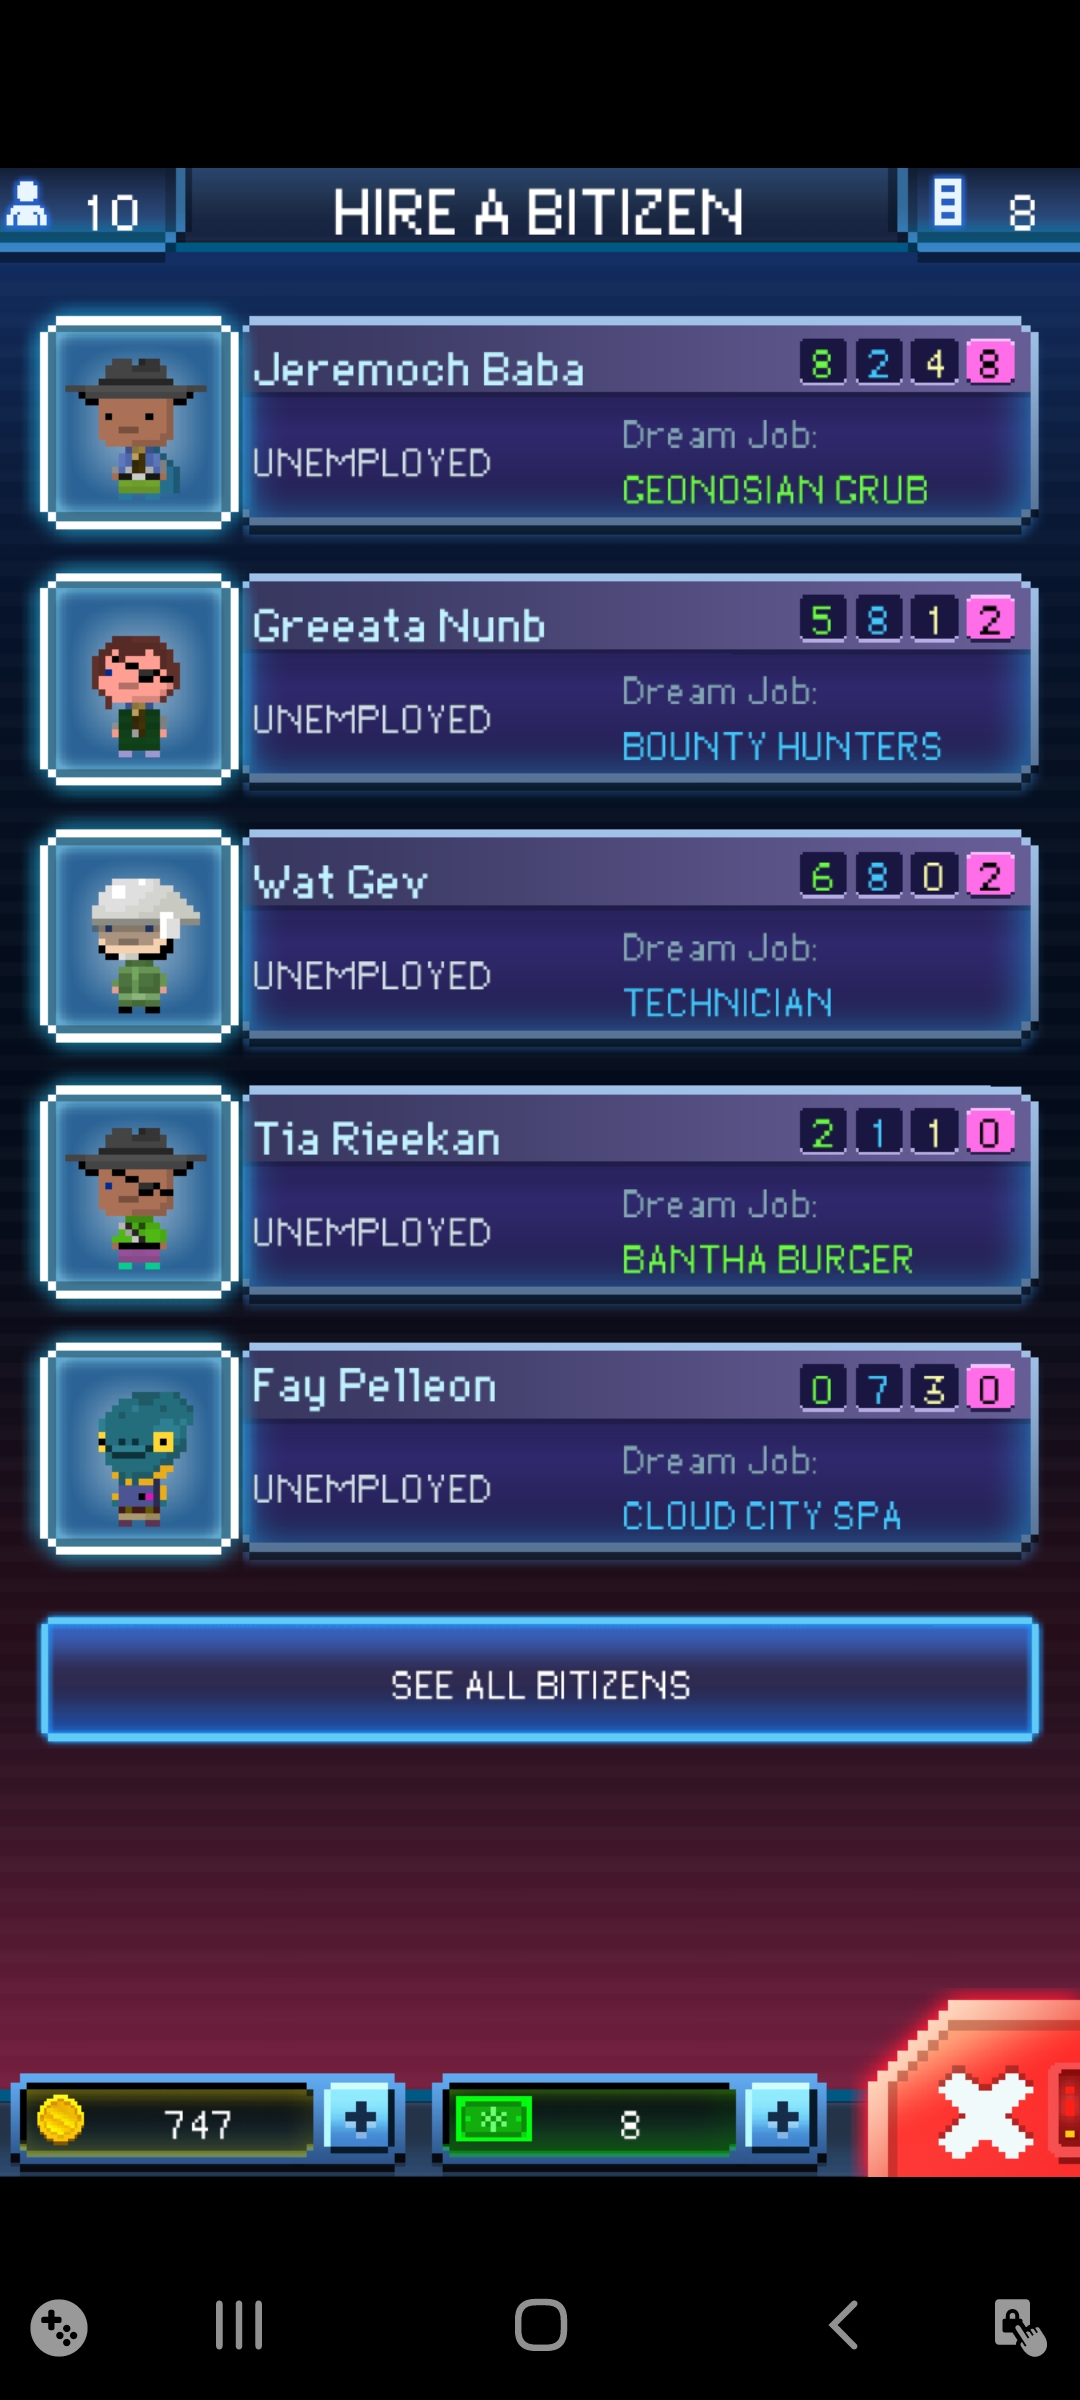 10
HIRE A BITIZEN
8
Jeremoch Baba
8 2 4 8
UNEMPLOYED
Dream Job:
GEONOSIAN GRUB
Greeata Nunb
5 8 1 2
UNEMPLOYED
Dream Job:
BOUNTY HUNTERS
Wat Gev
6 8 0 2
UNEMPLOYED
Dream Job:
TECHNICIAN
Tia Rieekan
2 1 1 0
UNEMPLOYED
Dream Job:
BANTHA BURGER
Fay Pelleon
0 7 3 0
UNEMPLOYED
Dream Job:
CLOUD CITY SPA
SEE ALL BITIZENS
747
8